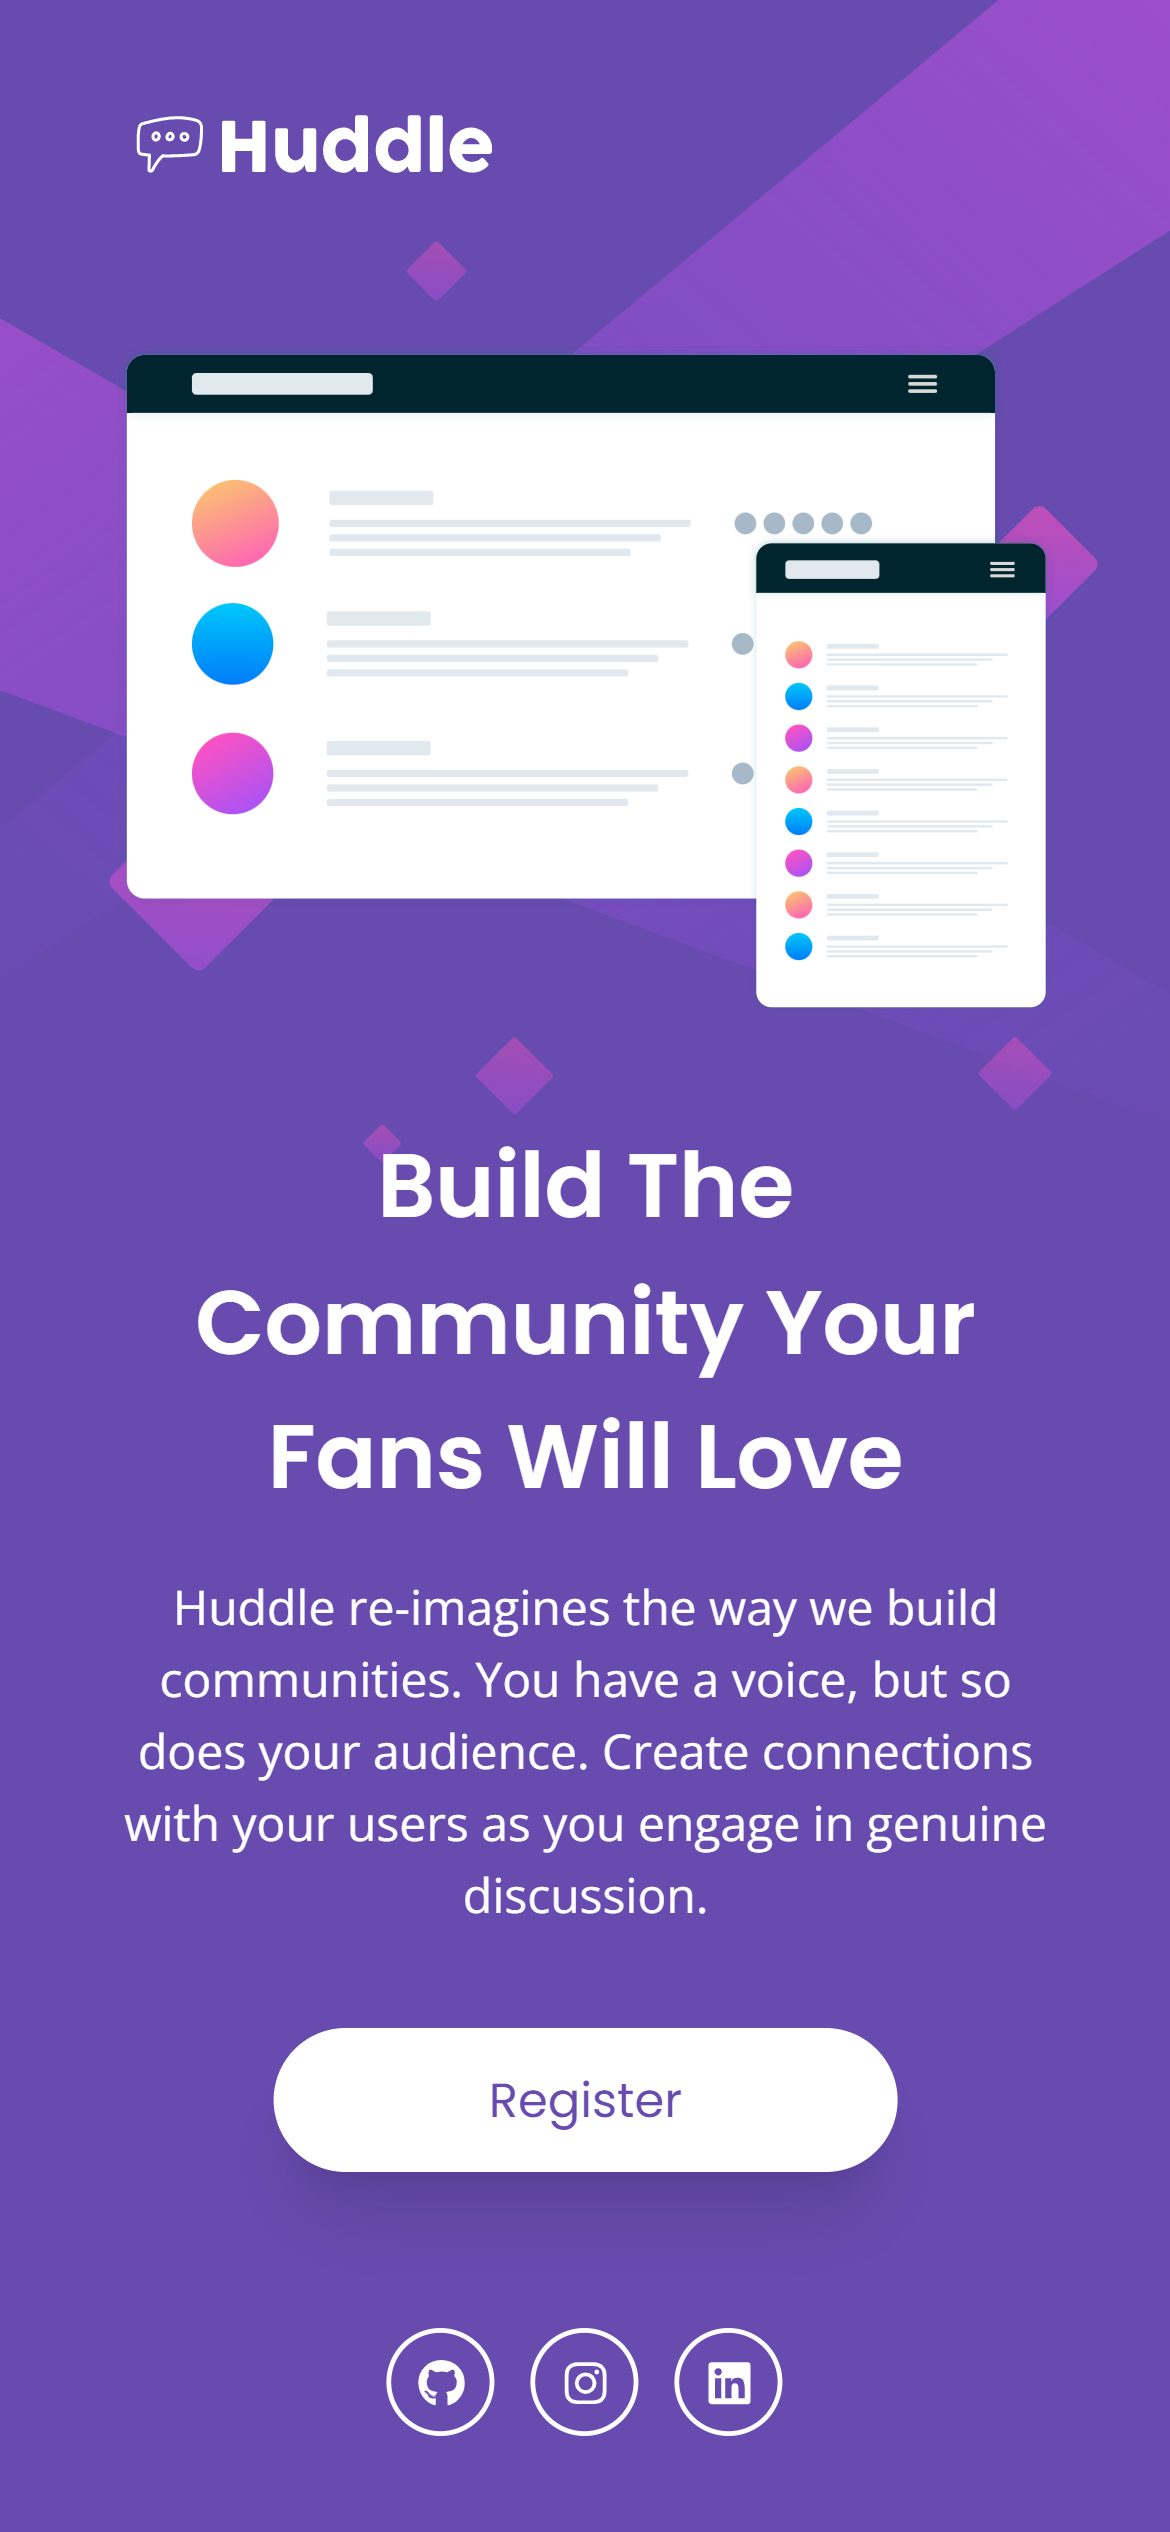 Huddle
Build The
Community Your
Fans Will Love
Huddle re-imagines the way we build
communities. You have a voice, but so
does your audience. Create connections
with your users as you engage in genuine
discussion.
Register
in